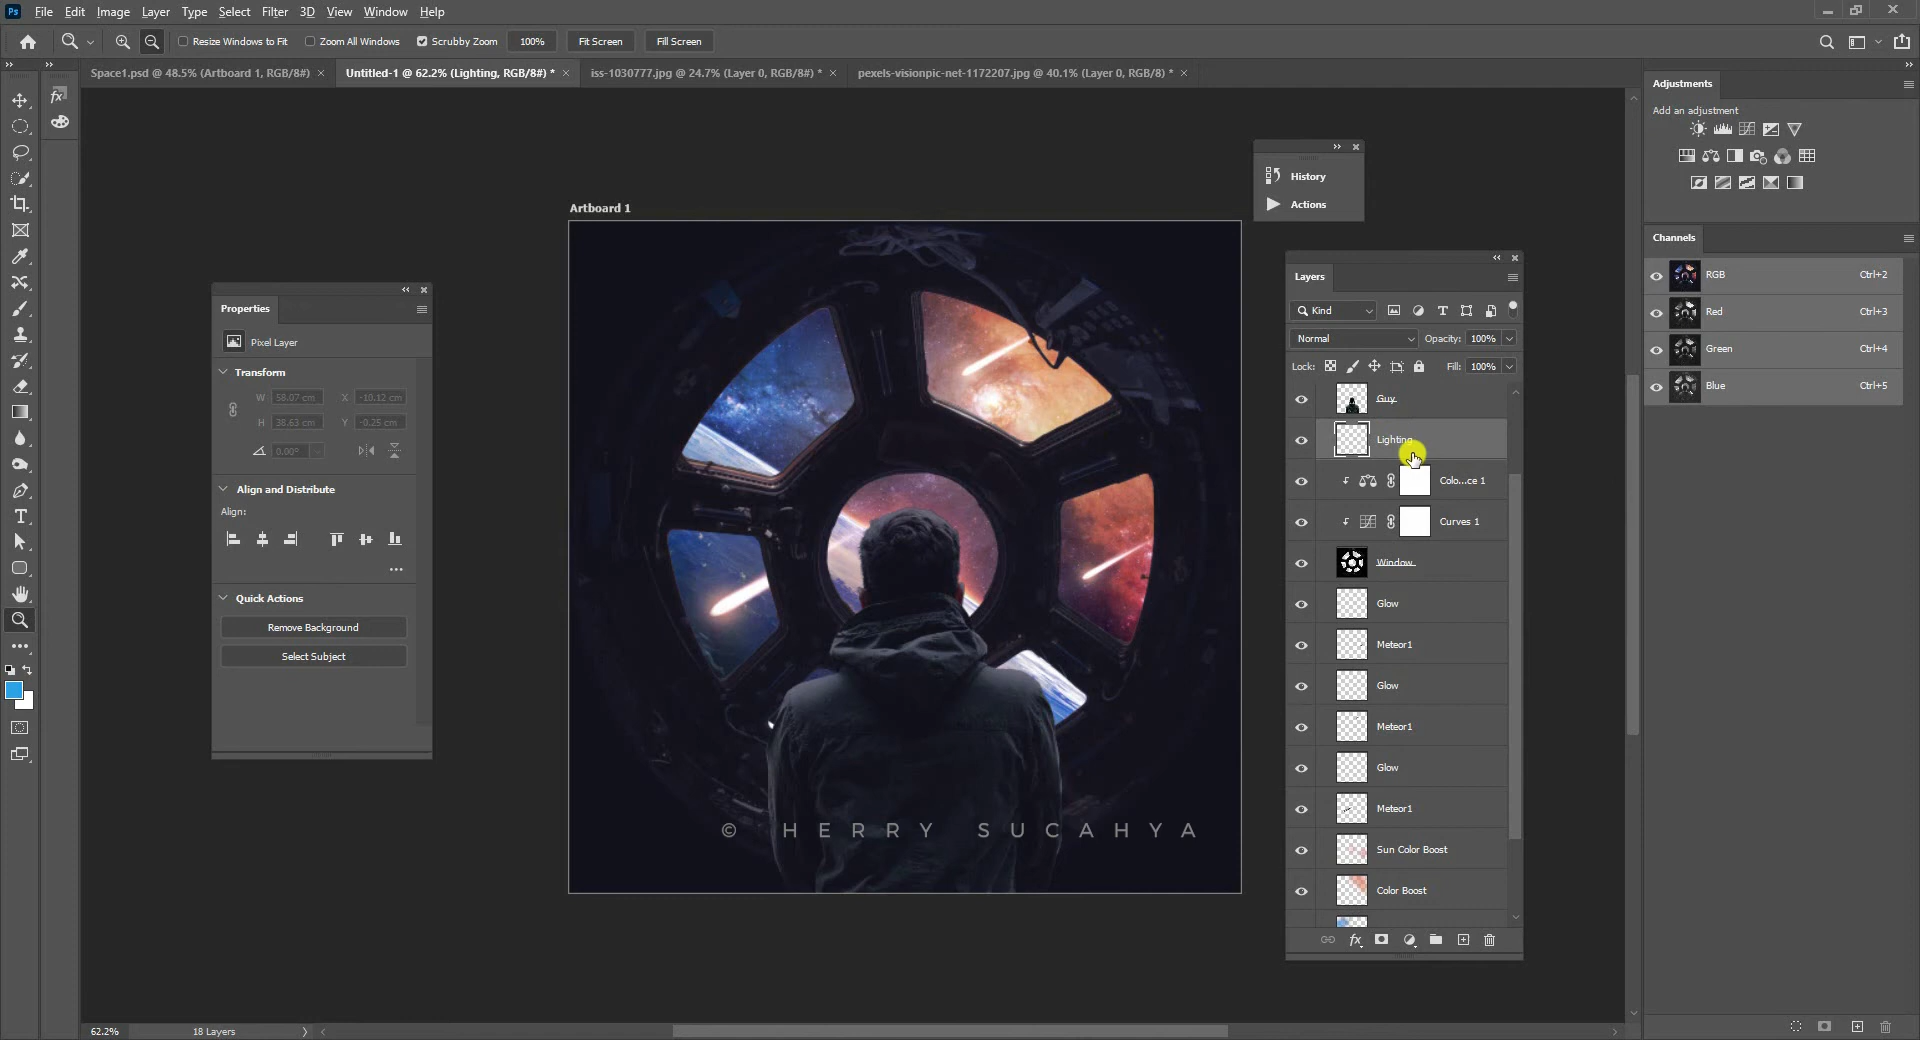 Ps File Edit Image Layer Type Select Filter 3D View Window Help
Resize Windows to Fit Zoom All Windows Scrubby Zoom 100% Fit Screen Fill Screen
Space1.psd @ 48.5% (Artboard 1, RGB/8#) × Untitled-1 @ 62.2% (Lighting, RGB/8#) * × iss-1030777.jpg @ 24.7% (Layer 0, RGB/8#) * × pexels-visionpic-net-1172207.jpg @ 40.1% (Layer 0, RGB/8) * ×
Artboard 1
© HERRY SUCAHYA
Properties
Pixel Layer
Transform
W 58.07 cm X -10.12 cm
H 38.63 cm Y -0.25 cm
0.00°
Align and Distribute
Align:
Quick Actions
Remove Background
Select Subject
History
Actions
Layers
Kind
Normal Opacity: 100%
Lock: Fill: 100%
Guy
Lighting
Colo...ce 1
Curves 1
Window
Glow
Meteor1
Glow
Meteor1
Glow
Meteor1
Sun Color Boost
Color Boost
fx
Adjustments
Add an adjustment
Channels
RGB Ctrl+2
Red Ctrl+3
Green Ctrl+4
Blue Ctrl+5
62.2% 18 Layers